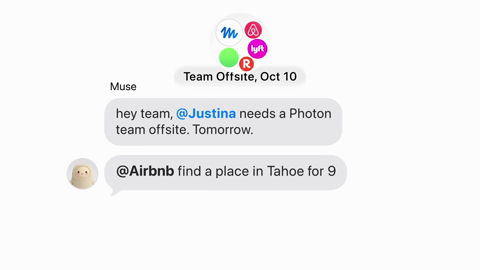 m
lyft
R
Team Offsite, Oct 10
Muse
hey team, @Justina needs a Photon
team offsite. Tomorrow.
@Airbnb find a place in Tahoe for 9